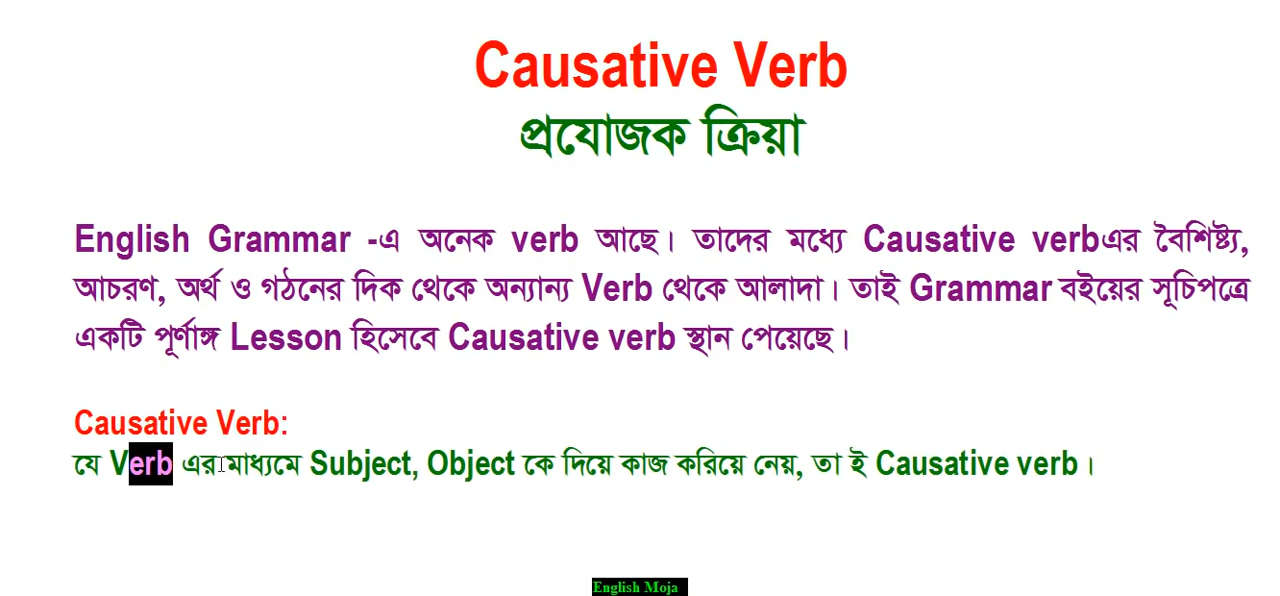 Causative Verb
প্রযোজক ক্রিয়া
English Grammar -এ অনেক verb আছে। তাদের মধ্যে Causative verbএর বৈশিষ্ট্য,
আচরণ, অর্থ ও গঠনের দিক থেকে অন্যান্য Verb থেকে আলাদা। তাই Grammar বইয়ের সূচিপত্রে
একটি পূর্ণাঙ্গ Lesson হিসেবে Causative verb স্থান পেয়েছে।
Causative Verb:
যে Verb এর মাধ্যমে Subject, Object কে দিয়ে কাজ করিয়ে নেয়, তা ই Causative verb।
English Moja